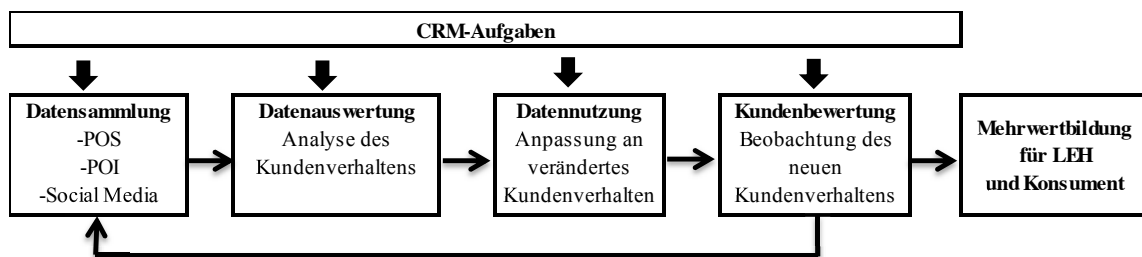 CRM-Aufgaben
Datensammlung
-POS
-POI
-Social Media
Datenauswertung
Analyse des
Kundenverhaltens
Datennutzung
Anpassung an
verändertes
Kundenverhalten
Kundenbewertung
Beobachtung des
neuen
Kundenverhaltens
Mehrwertbildung
für LEH
und Konsument